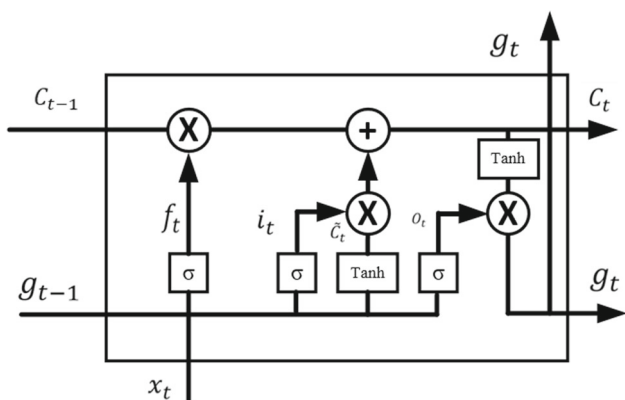 g_t
C_{t-1}
C_t
X
+
Tanh
f_t
i_t
X
C̃_t
o_t
X
σ
σ
Tanh
σ
g_{t-1}
g_t
x_t